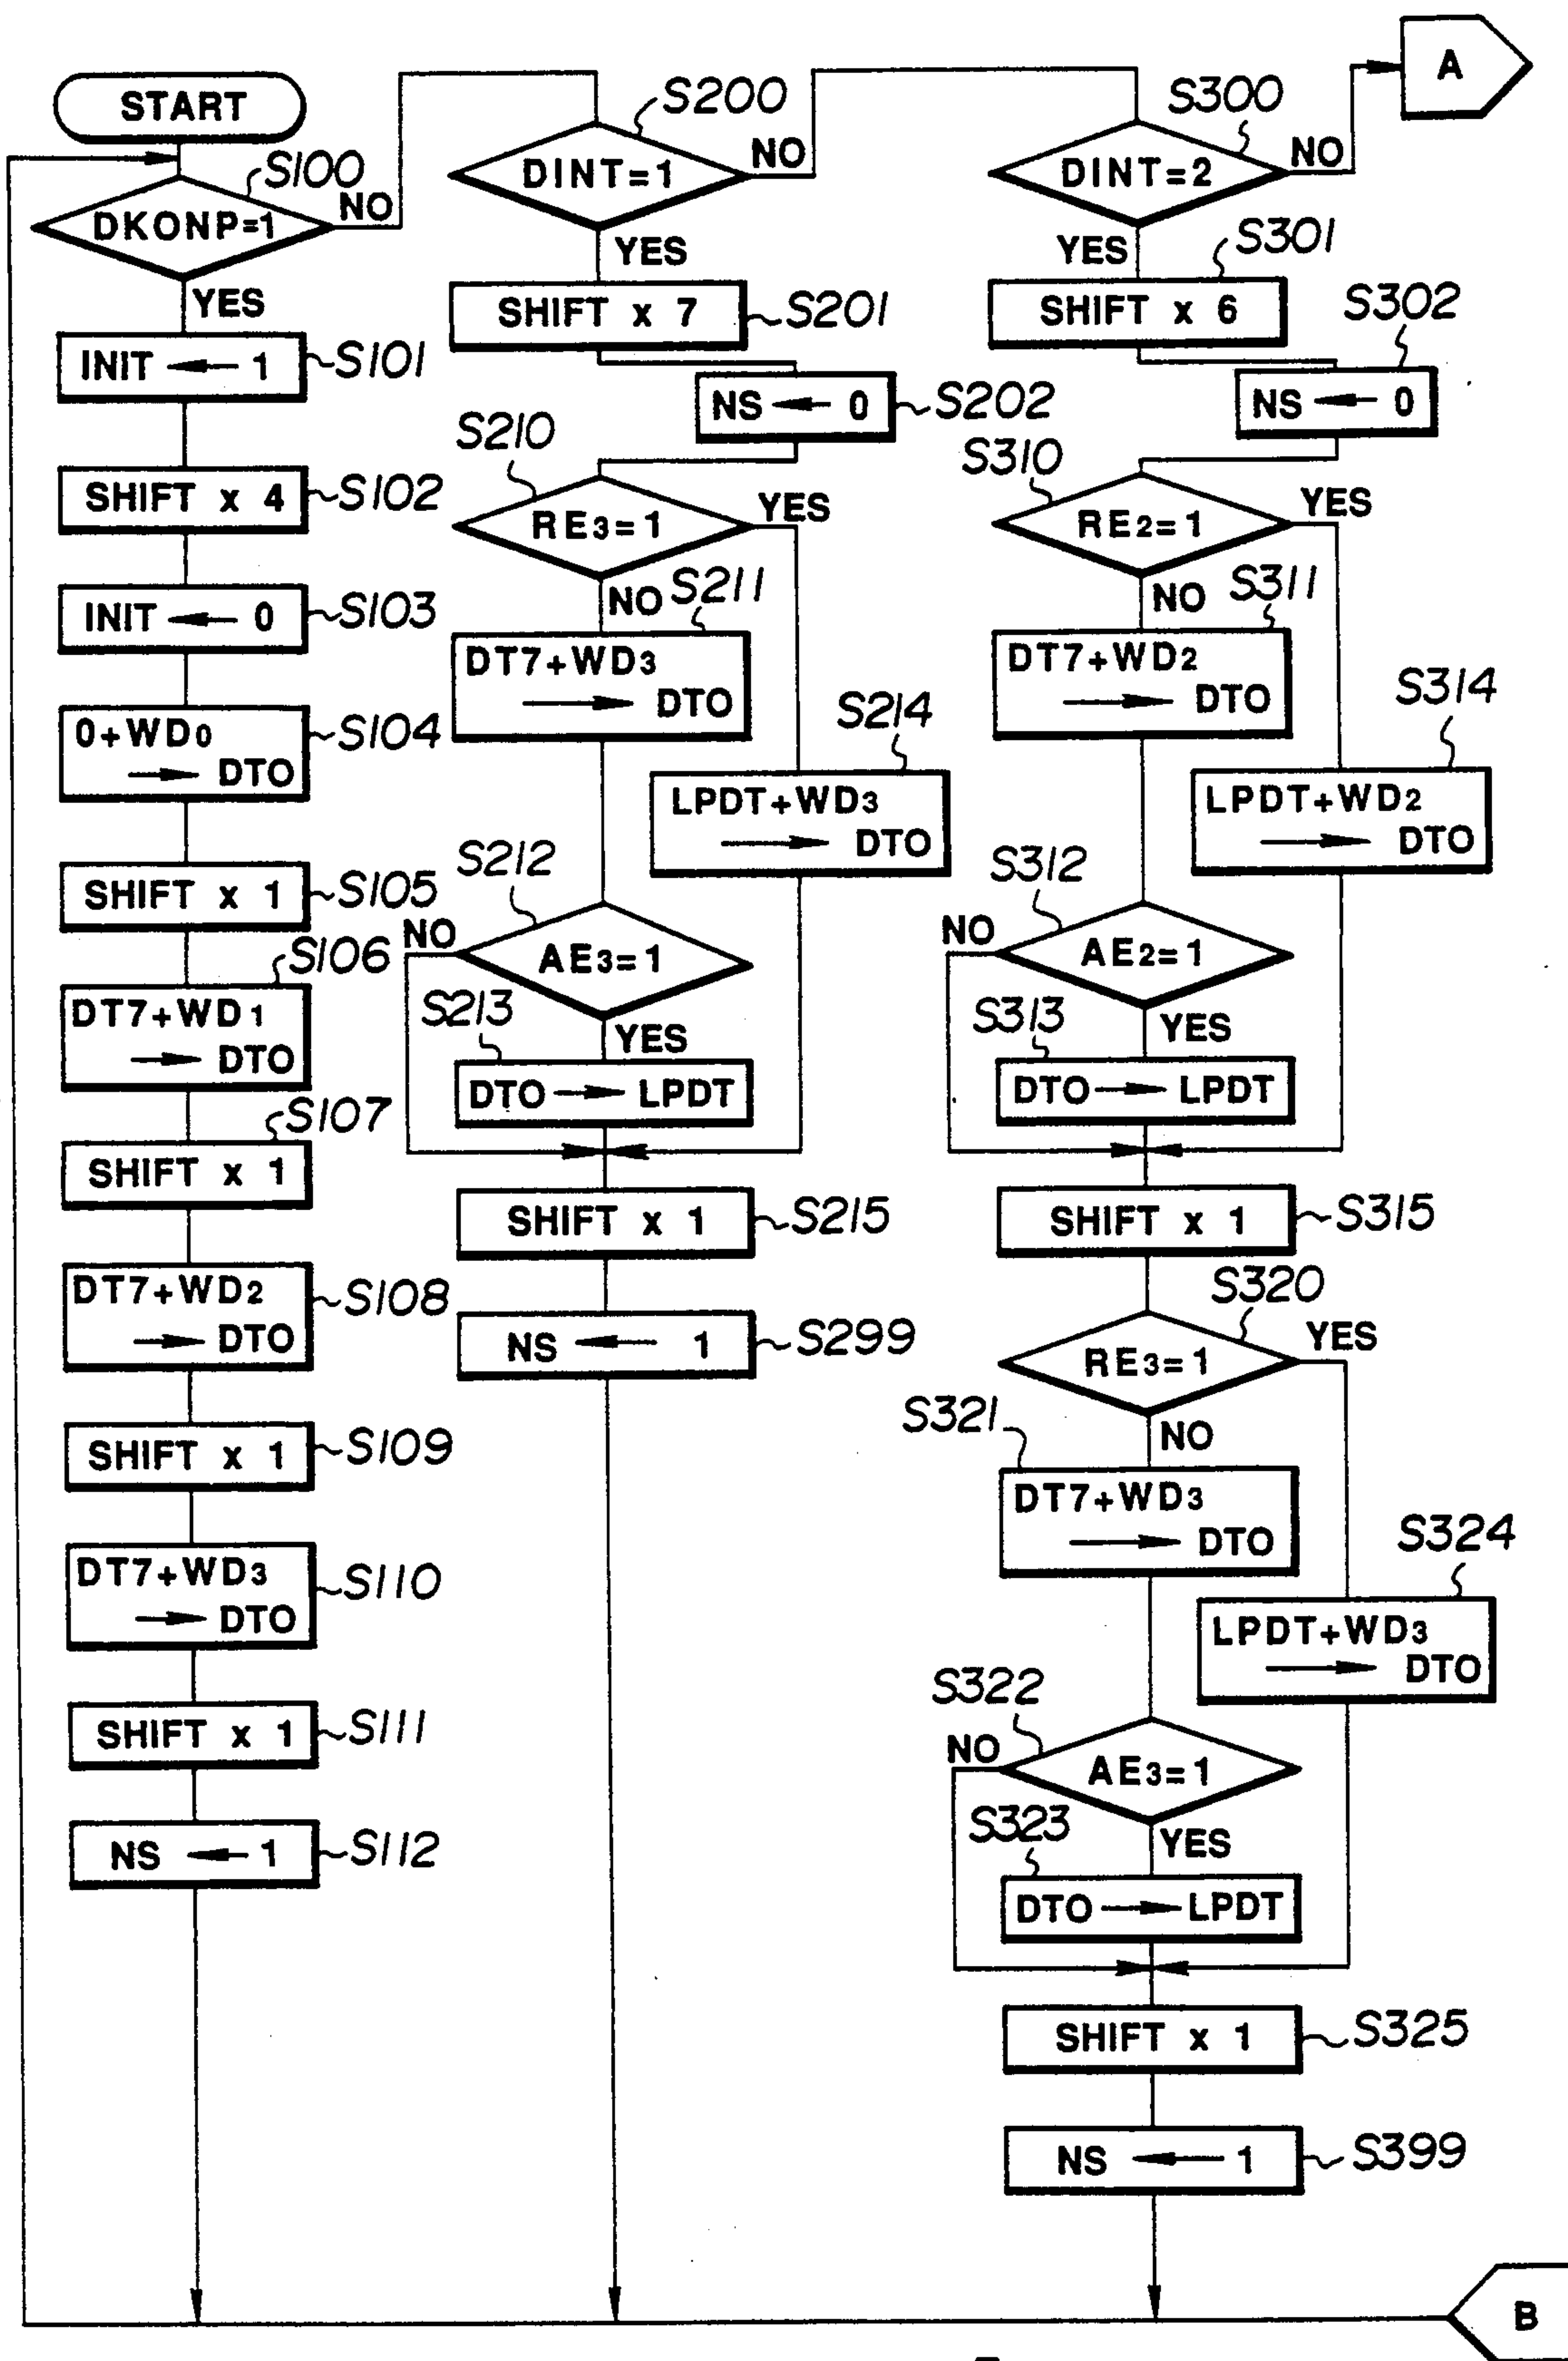 START
S100
DKONP=1
NO
YES
INIT ← 1
S101
SHIFT x 4
S102
INIT ← 0
S103
0+WD0
→ DTO
S104
SHIFT x 1
S105
S106
DT7+WD1
→ DTO
S107
SHIFT x 1
DT7+WD2
→ DTO
S108
SHIFT x 1
S109
DT7+WD3
→ DTO
S110
SHIFT x 1
S111
NS ← 1
S112
S200
DINT=1
NO
YES
SHIFT x 7
S201
NS ← 0
S202
S210
RE3=1
YES
NO
S211
DT7+WD3
→ DTO
S214
LPDT+WD3
→ DTO
S212
NO
AE3=1
S213
YES
DTO → LPDT
SHIFT x 1
S215
NS ← 1
S299
S300
DINT=2
NO
A
YES
S301
SHIFT x 6
S302
NS ← 0
S310
RE2=1
YES
NO
S311
DT7+WD2
→ DTO
S314
LPDT+WD2
→ DTO
S312
NO
AE2=1
S313
YES
DTO → LPDT
SHIFT x 1
S315
S320
RE3=1
YES
S321
NO
DT7+WD3
→ DTO
S324
LPDT+WD3
→ DTO
S322
NO
AE3=1
S323
YES
DTO → LPDT
SHIFT x 1
S325
NS ← 1
S399
B